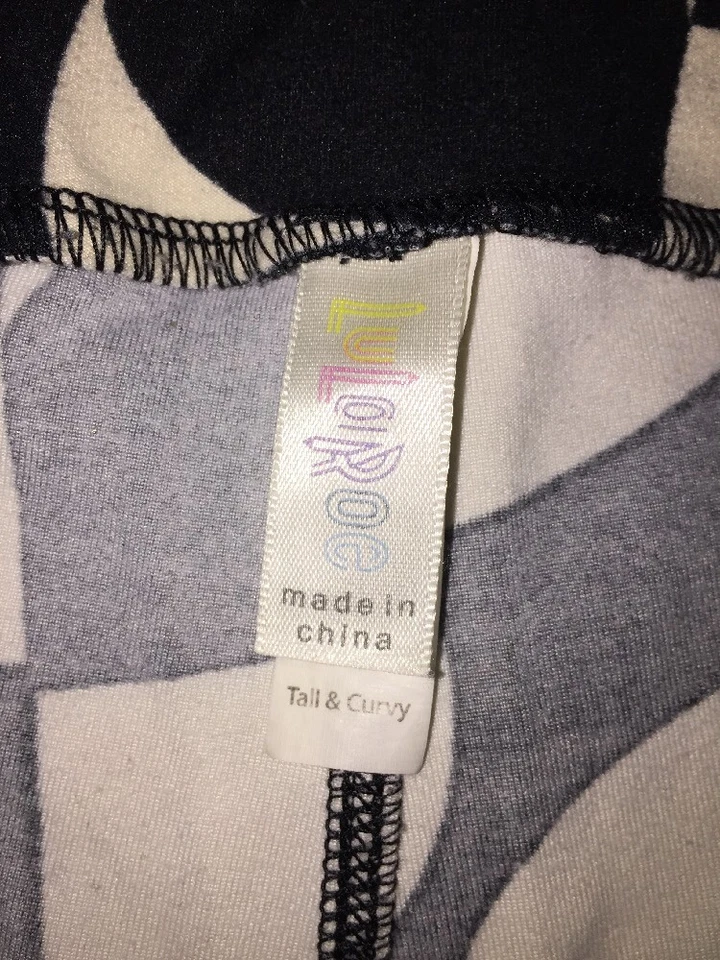 LuLaRoe
made in
china
Tall & Curvy